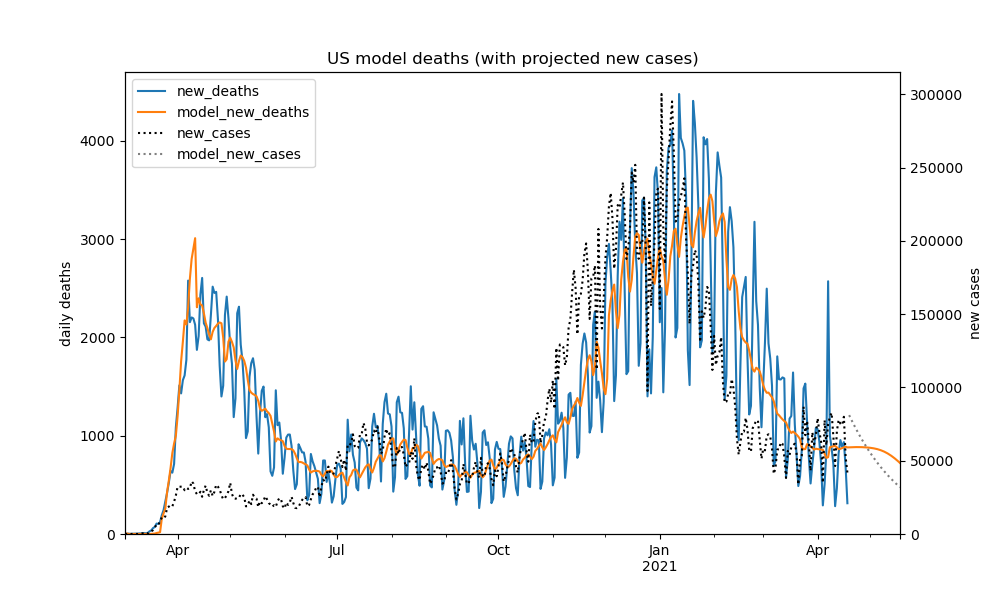 US model deaths (with projected new cases)
new_deaths
model_new_deaths
new_cases
model_new_cases
daily deaths
4000
3000
2000
1000
0
new cases
300000
250000
200000
150000
100000
50000
0
Apr
Jul
Oct
Jan
2021
Apr